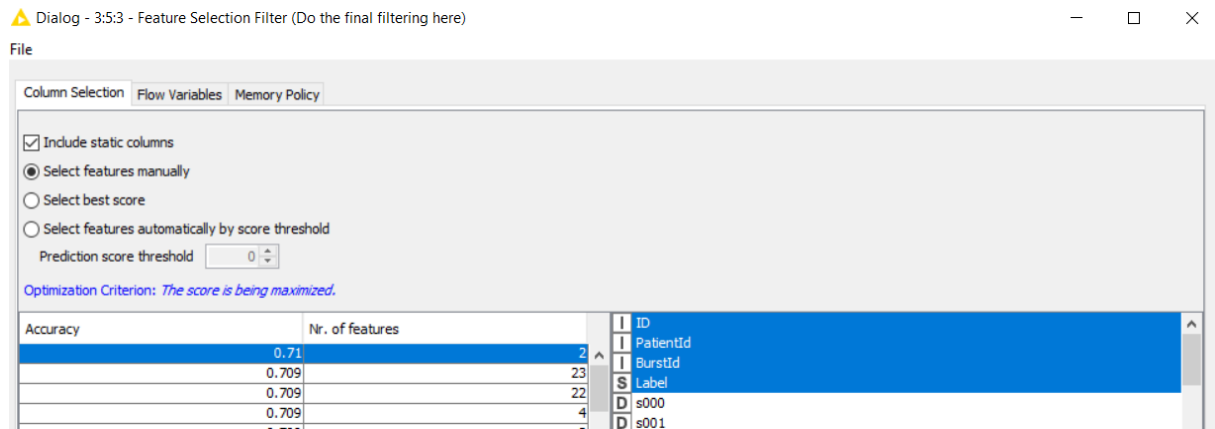 Dialog - 3:5:3 - Feature Selection Filter (Do the final filtering here)
File
Column Selection Flow Variables Memory Policy
Include static columns
Select features manually
Select best score
Select features automatically by score threshold
Prediction score threshold 0
Optimization Criterion: The score is being maximized.
Accuracy Nr. of features
0.71 2
0.709 23
0.709 22
0.709 4
I ID
I PatientId
I BurstId
S Label
D s000
D s001